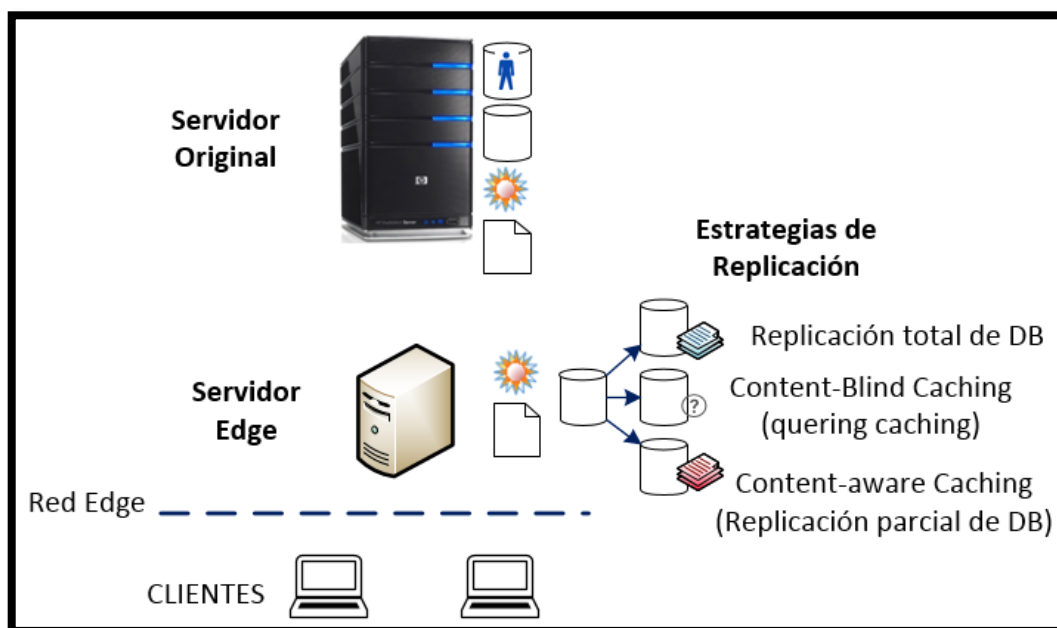 Servidor
Original
Estrategias de
Replicación
Replicación total de DB
Servidor
Edge
Content-Blind Caching
(quering caching)
?
Content-aware Caching
(Replicación parcial de DB)
Red Edge
CLIENTES